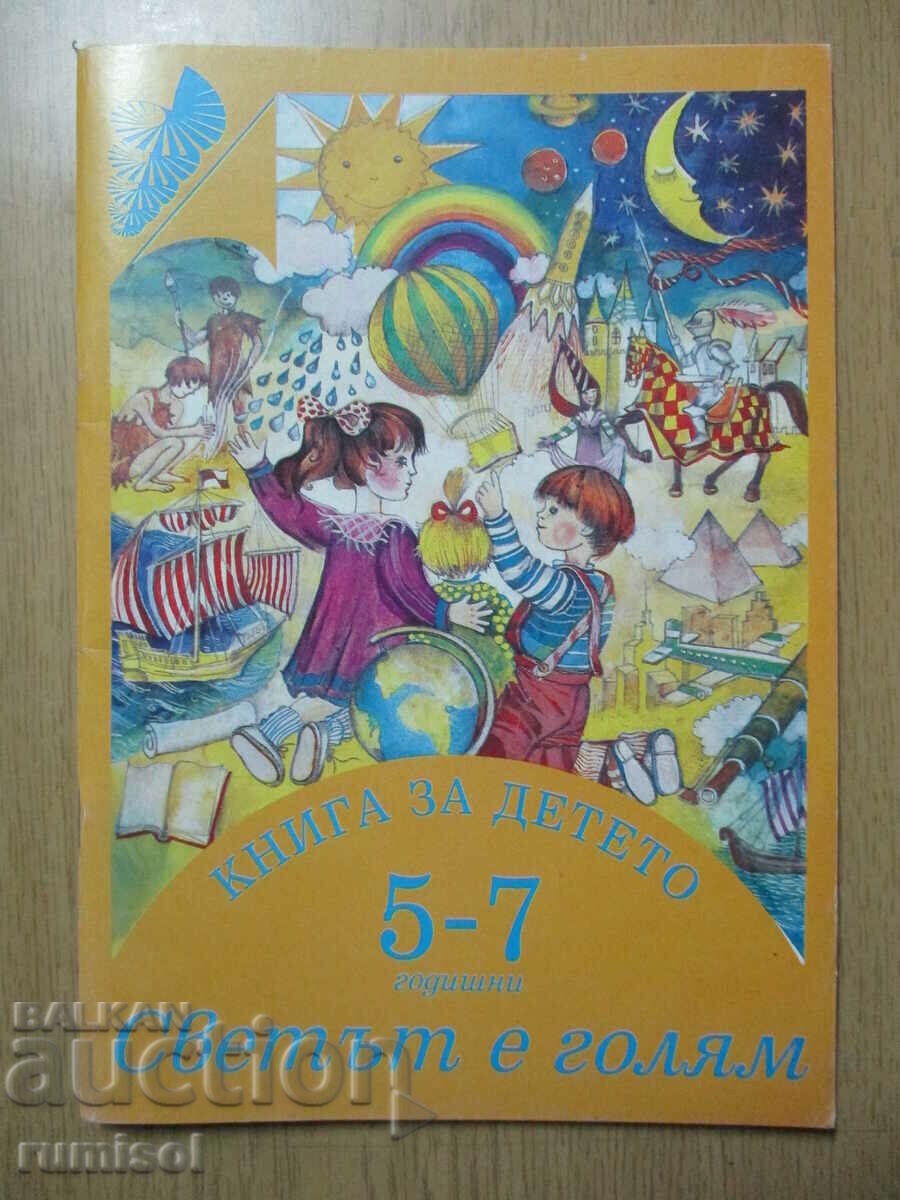 КНИГА ЗА ДЕТЕТО
5-7
годишни
Светът е голям
BALKAN
auction
rumisol